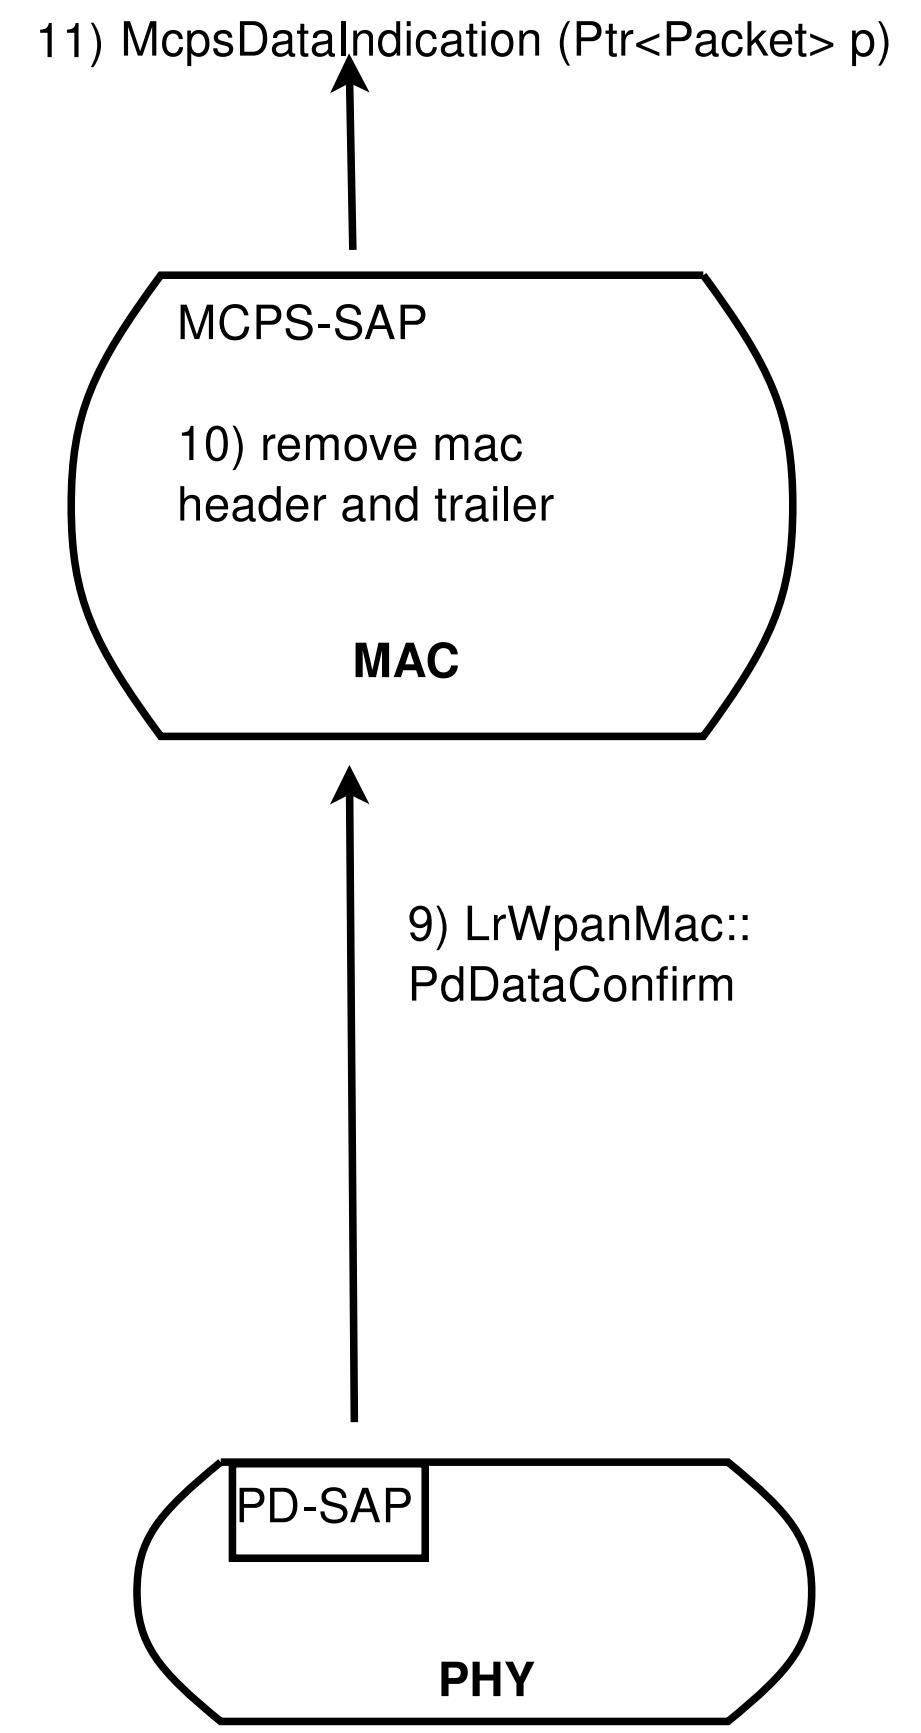 11) McpsDataIndication (Ptr<Packet> p)
MCPS-SAP
10) remove mac
header and trailer
MAC
9) LrWpanMac::
PdDataConfirm
PD-SAP
PHY